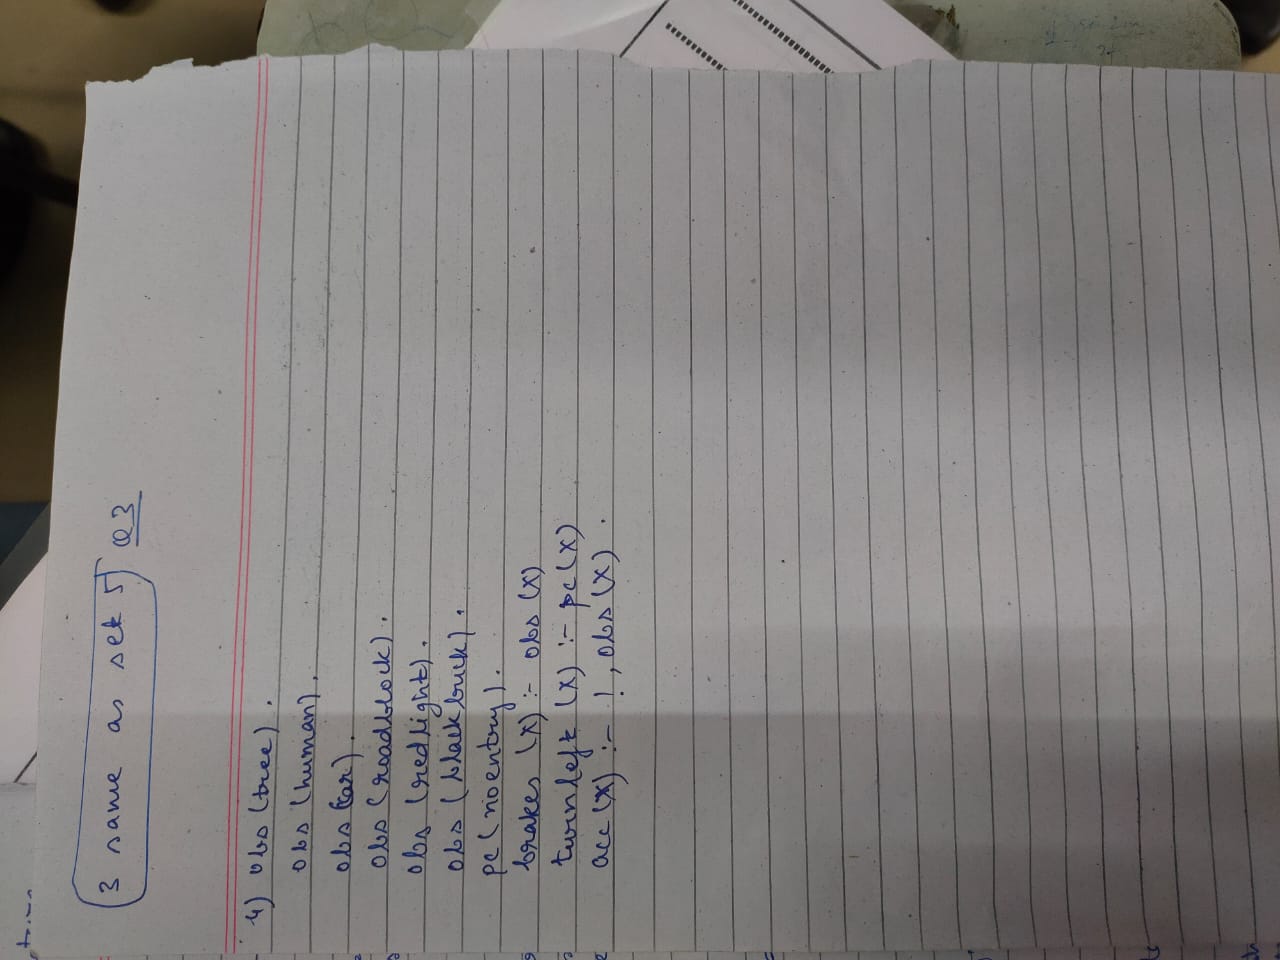 3 same as set 5 Q3
4) obs (tree) .
obs (human) .
obs (car) .
obs (roadblock) .
obs (redlight) .
obs (blackbuck) .
pc (noentry) .
brakes (X) :- obs (X)
turnleft (X) :- pc (X)
acc (X) :- ! , obs (X) .